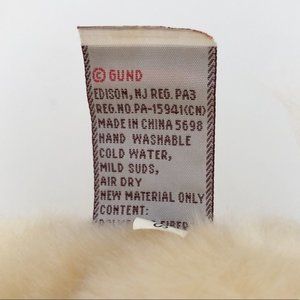 © GUND
EDISON, NJ REG. PA3
REG.NO.PA-15941(CN)
MADE IN CHINA 5698
HAND WASHABLE
COLD WATER,
MILD SUDS,
AIR DRY
NEW MATERIAL ONLY
CONTENT: